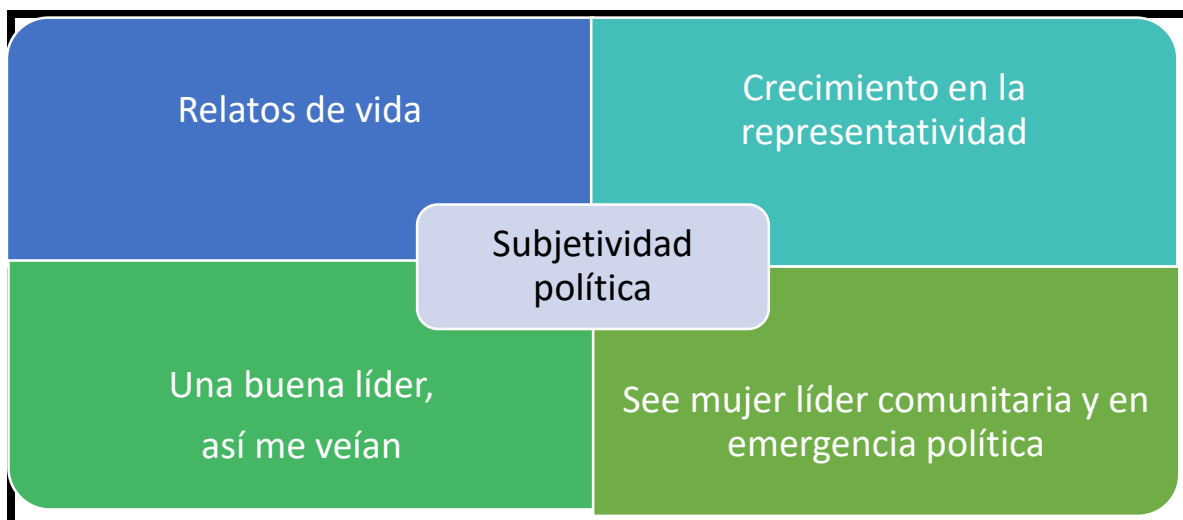 Relatos de vida
Crecimiento en la
representatividad
Subjetividad
política
Una buena líder,
así me veían
See mujer líder comunitaria y en
emergencia política